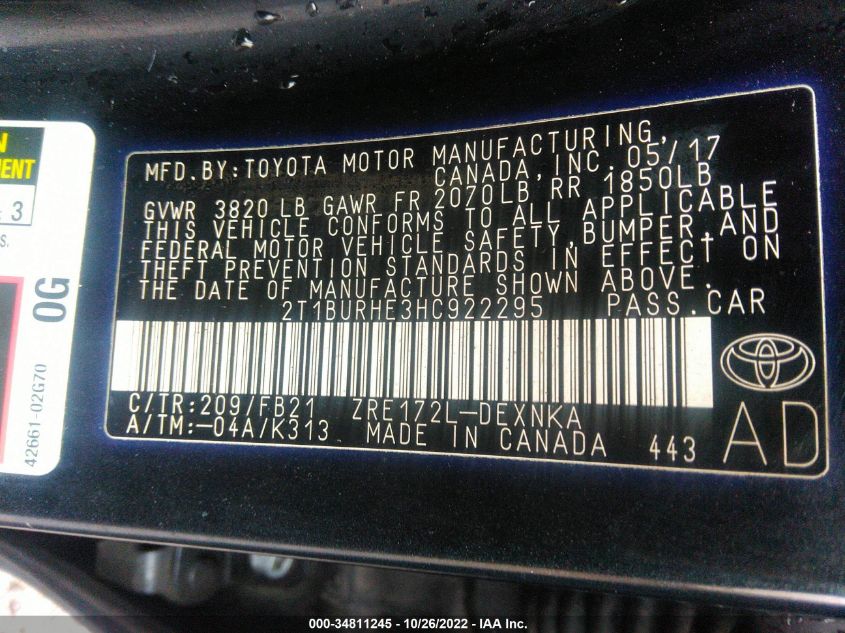 N
MENT
3
S.
0G
42661-02G70
MFD.BY:TOYOTA MOTOR MANUFACTURING,
CANADA,INC. 05/17
GVWR 3820 LB GAWR FR 2070LB, RR 1850LB
THIS VEHICLE CONFORMS TO ALL APPLICABLE
FEDERAL MOTOR VEHICLE SAFETY,BUMPER,AND
THEFT PREVENTION STANDARDS IN EFFECT ON
THE DATE OF MANUFACTURE SHOWN ABOVE.
2T1BURHE3HC922295 PASS.CAR
C/TR:209/FB21 ZRE172L-DEXNKA
A/TM:-04A/K313 MADE IN CANADA 443
AD
000-34811245 - 10/26/2022 - IAA Inc.